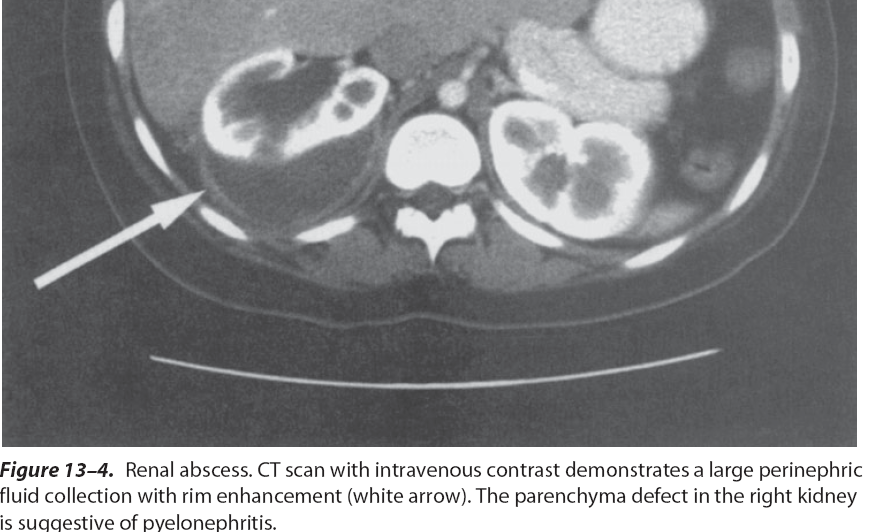 Figure 13–4. Renal abscess. CT scan with intravenous contrast demonstrates a large perinephric
fluid collection with rim enhancement (white arrow). The parenchyma defect in the right kidney
is suggestive of pyelonephritis.